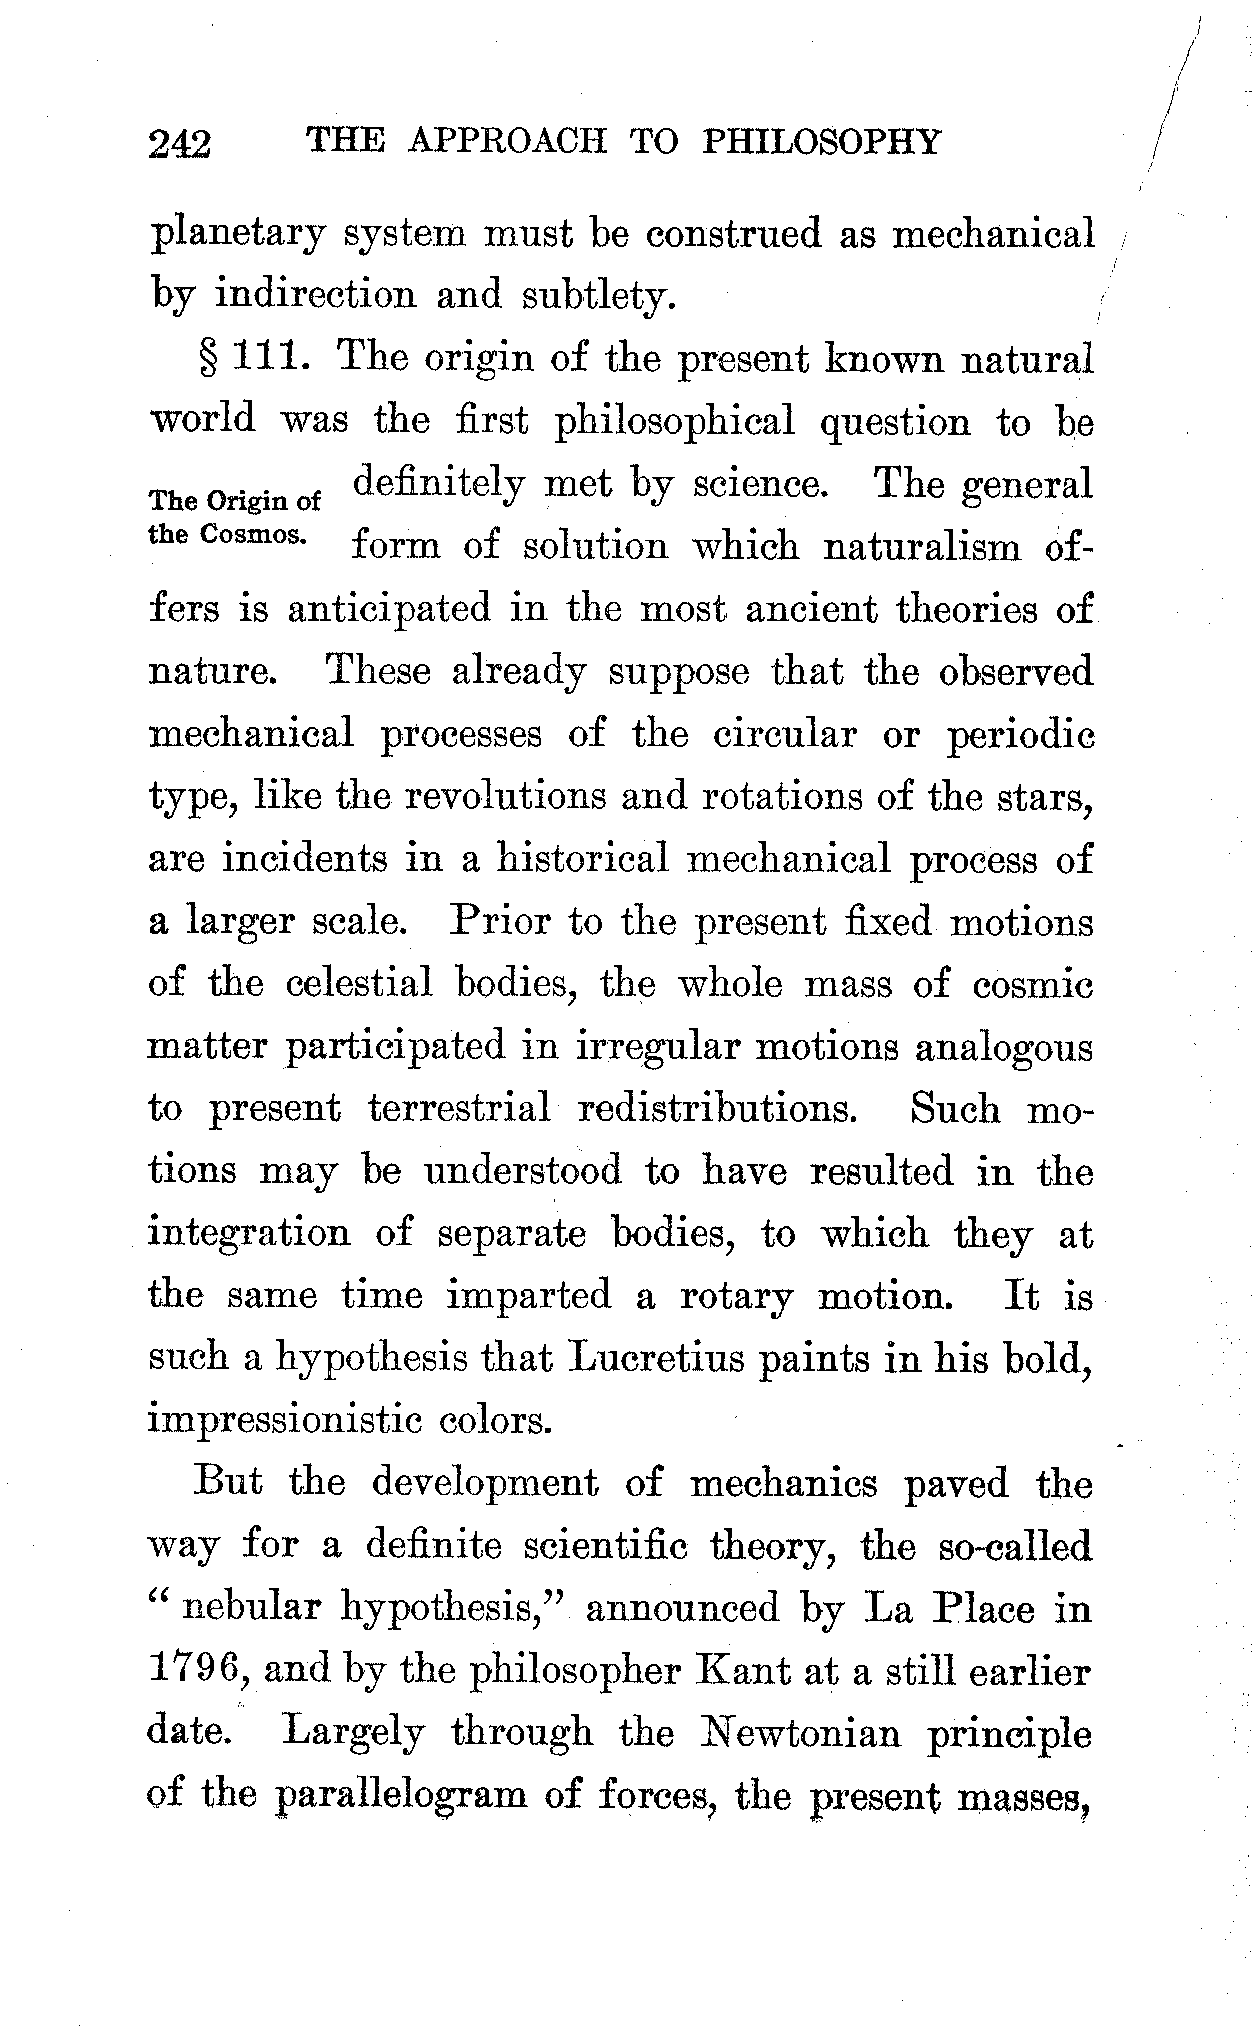 242 THE APPROACH TO PHILOSOPHY
planetary system must be construed as mechanical
by indirection and subtlety.
§ 111. The origin of the present known natural
world was the first philosophical question to be
The Origin of
the Cosmos.
definitely met by science. The general
form of solution which naturalism of-
fers is anticipated in the most ancient theories of
nature. These already suppose that the observed
mechanical processes of the circular or periodic
type, like the revolutions and rotations of the stars,
are incidents in a historical mechanical process of
a larger scale. Prior to the present fixed motions
of the celestial bodies, the whole mass of cosmic
matter participated in irregular motions analogous
to present terrestrial redistributions. Such mo-
tions may be understood to have resulted in the
integration of separate bodies, to which they at
the same time imparted a rotary motion. It is
such a hypothesis that Lucretius paints in his bold,
impressionistic colors.
But the development of mechanics paved the
way for a definite scientific theory, the so-called
“ nebular hypothesis,” announced by La Place in
1796, and by the philosopher Kant at a still earlier
date. Largely through the Newtonian principle
of the parallelogram of forces, the present masses,